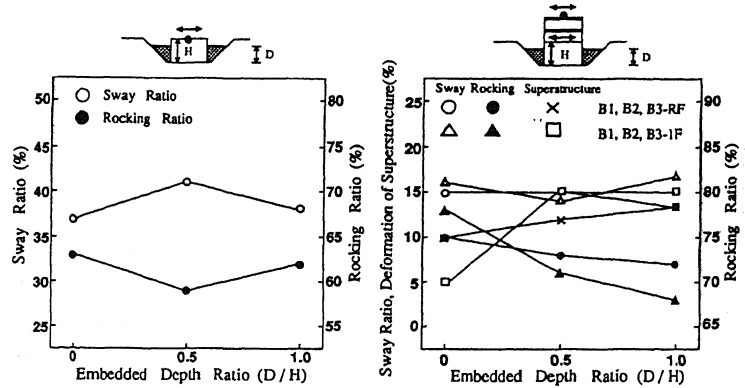 H
D
50
45
40
35
30
25
80
75
70
65
60
55
Sway Ratio
Rocking Ratio
Sway Ratio (%)
Rocking Ratio (%)
0
0.5
1.0
Embedded Depth Ratio (D / H)
H
D
25
20
15
10
5
0
90
85
80
75
70
65
Sway Rocking Superstructure
B1, B2, B3-RF
B1, B2, B3-1F
Sway Ratio, Deformation of Superstructure(%)
Rocking Ratio (%)
0
0.5
1.0
Embedded Depth Ratio (D / H)